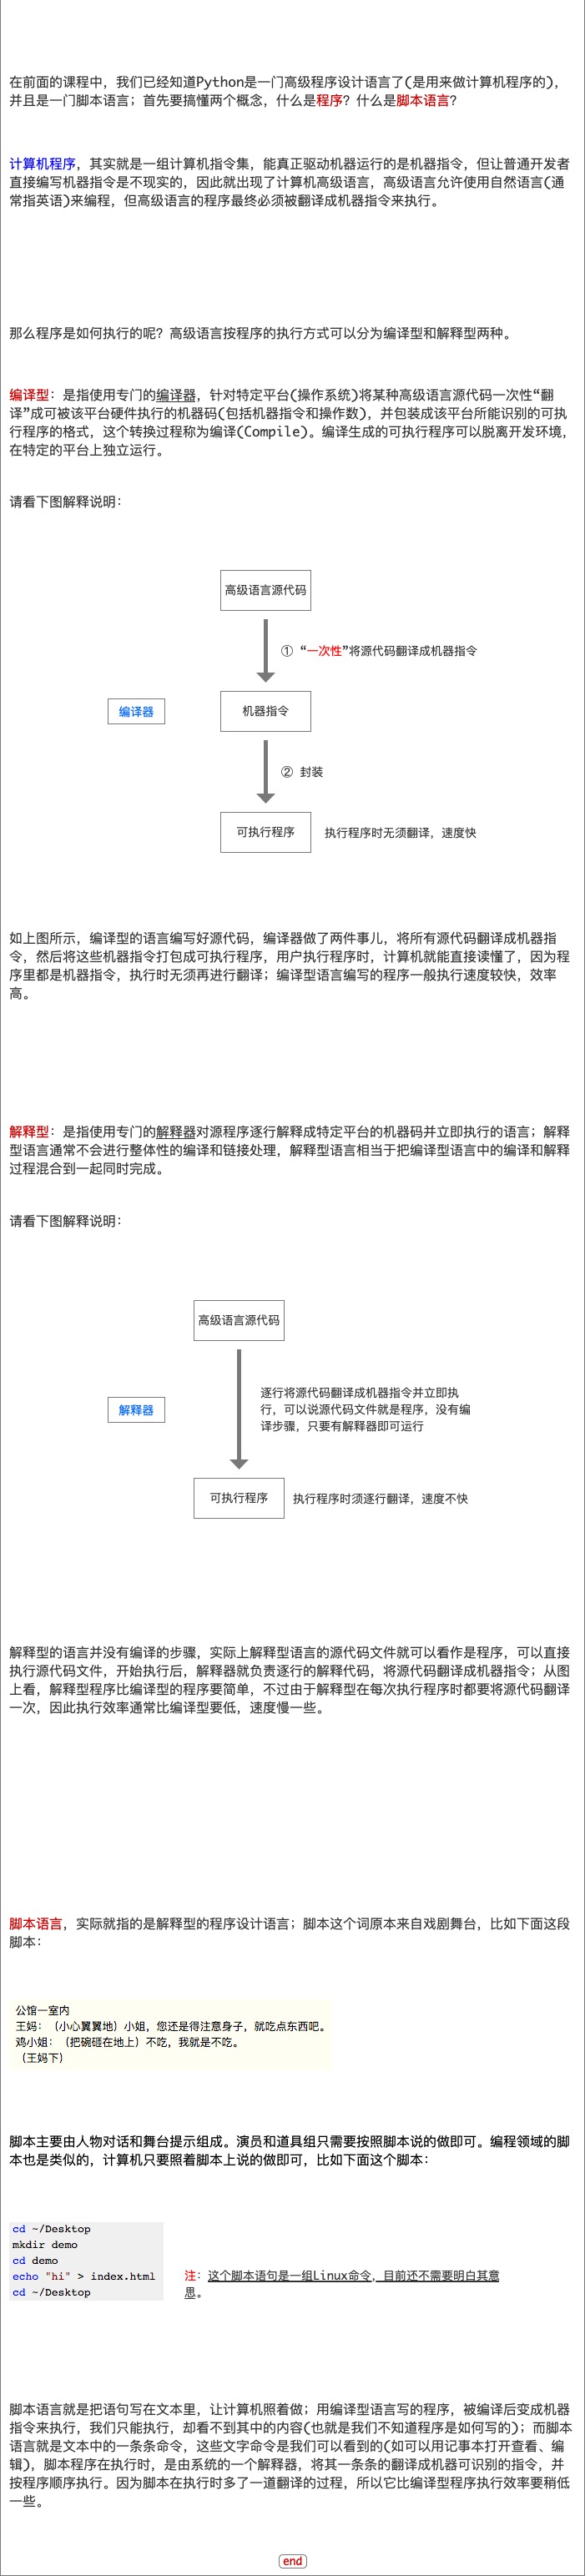 在前面的课程中，我们已经知道Python是一门高级程序设计语言了(是用来做计算机程序的)，
并且是一门脚本语言；首先要搞懂两个概念，什么是程序？什么是脚本语言？
计算机程序，其实就是一组计算机指令集，能真正驱动机器运行的是机器指令，但让普通开发者
直接编写机器指令是不现实的，因此就出现了计算机高级语言，高级语言允许使用自然语言(通
常指英语)来编程，但高级语言的程序最终必须被翻译成机器指令来执行。
那么程序是如何执行的呢？高级语言按程序的执行方式可以分为编译型和解释型两种。
编译型：是指使用专门的编译器，针对特定平台(操作系统)将某种高级语言源代码一次性“翻
译”成可被该平台硬件执行的机器码(包括机器指令和操作数)，并包装成该平台所能识别的可执
行程序的格式，这个转换过程称为编译(Compile)。编译生成的可执行程序可以脱离开发环境，
在特定的平台上独立运行。
请看下图解释说明：
高级语言源代码
① “一次性”将源代码翻译成机器指令
编译器
机器指令
② 封装
可执行程序
执行程序时无须翻译，速度快
如上图所示，编译型的语言编写好源代码，编译器做了两件事儿，将所有源代码翻译成机器指
令，然后将这些机器指令打包成可执行程序，用户执行程序时，计算机就能直接读懂了，因为程
序里都是机器指令，执行时无须再进行翻译；编译型语言编写的程序一般执行速度较快，效率
高。
解释型：是指使用专门的解释器对源程序逐行解释成特定平台的机器码并立即执行的语言；解释
型语言通常不会进行整体性的编译和链接处理，解释型语言相当于把编译型语言中的编译和解释
过程混合到一起同时完成。
请看下图解释说明：
高级语言源代码
逐行将源代码翻译成机器指令并立即执
行，可以说源代码文件就是程序，没有编
译步骤，只要有解释器即可运行
解释器
可执行程序
执行程序时须逐行翻译，速度不快
解释型的语言并没有编译的步骤，实际上解释型语言的源代码文件就可以看作是程序，可以直接
执行源代码文件，开始执行后，解释器就负责逐行的解释代码，将源代码翻译成机器指令；从图
上看，解释型程序比编译型的程序要简单，不过由于解释型在每次执行程序时都要将源代码翻译
一次，因此执行效率通常比编译型要低，速度慢一些。
脚本语言，实际就指的是解释型的程序设计语言；脚本这个词原本来自戏剧舞台，比如下面这段
脚本：
公馆一室内
王妈：（小心翼翼地）小姐，您还是得注意身子，就吃点东西吧。
鸡小姐：（把碗砸在地上）不吃，我就是不吃。
（王妈下）
脚本主要由人物对话和舞台提示组成。演员和道具组只需要按照脚本说的做即可。编程领域的脚
本也是类似的，计算机只要照着脚本上说的做即可，比如下面这个脚本：
cd ~/Desktop
mkdir demo
cd demo
echo "hi" > index.html
cd ~/Desktop
注：这个脚本语句是一组Linux命令，目前还不需要明白其意
思。
脚本语言就是把语句写在文本里，让计算机照着做；用编译型语言写的程序，被编译后变成机器
指令来执行，我们只能执行，却看不到其中的内容(也就是我们不知道程序是如何写的)；而脚本
语言就是文本中的一条条命令，这些文字命令是我们可以看到的(如可以用记事本打开查看、编
辑)，脚本程序在执行时，是由系统的一个解释器，将其一条条的翻译成机器可识别的指令，并
按程序顺序执行。因为脚本在执行时多了一道翻译的过程，所以它比编译型程序执行效率要稍低
一些。
end